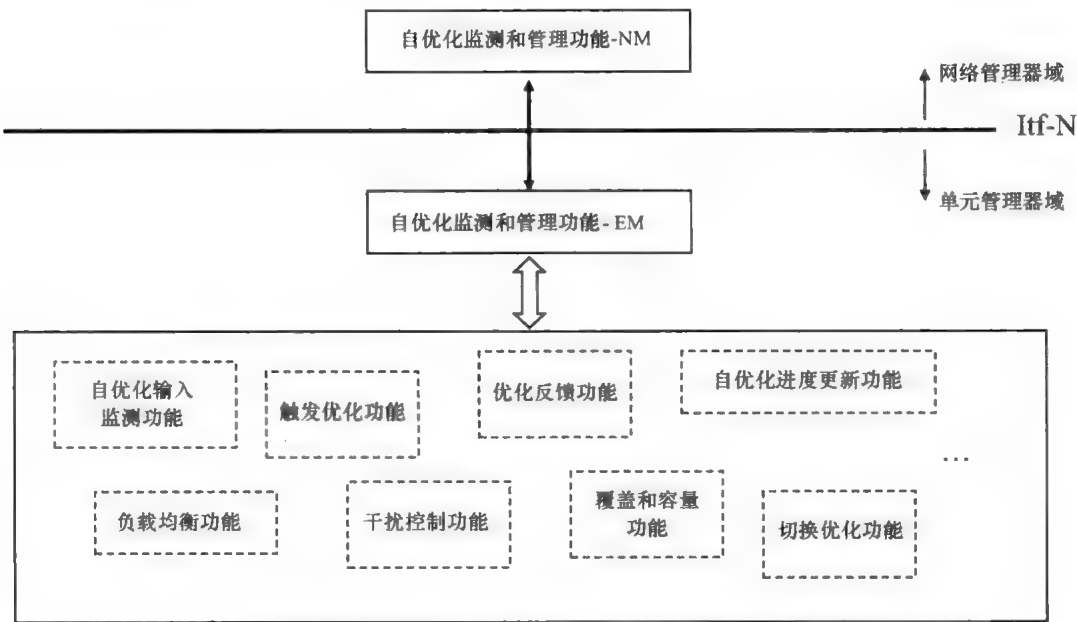 自优化监测和管理功能-NM
网络管理器域
Itf-N
单元管理器域
自优化监测和管理功能- EM
自优化输入
监测功能
触发优化功能
优化反馈功能
自优化进度更新功能
...
负载均衡功能
干扰控制功能
覆盖和容量
功能
切换优化功能